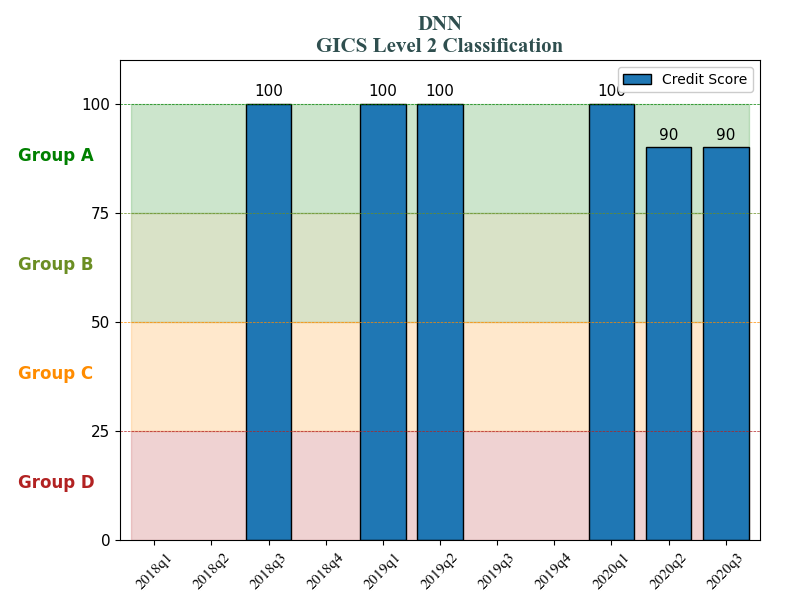 DNN
GICS Level 2 Classification
Credit Score
100 100 100 100
100
90 90
Group A
75
Group B
50
Group C
25
Group D
0
2018q1 2018q2 2018q3 2018q4 2019q1 2019q2 2019q3 2019q4 2020q1 2020q2 2020q3